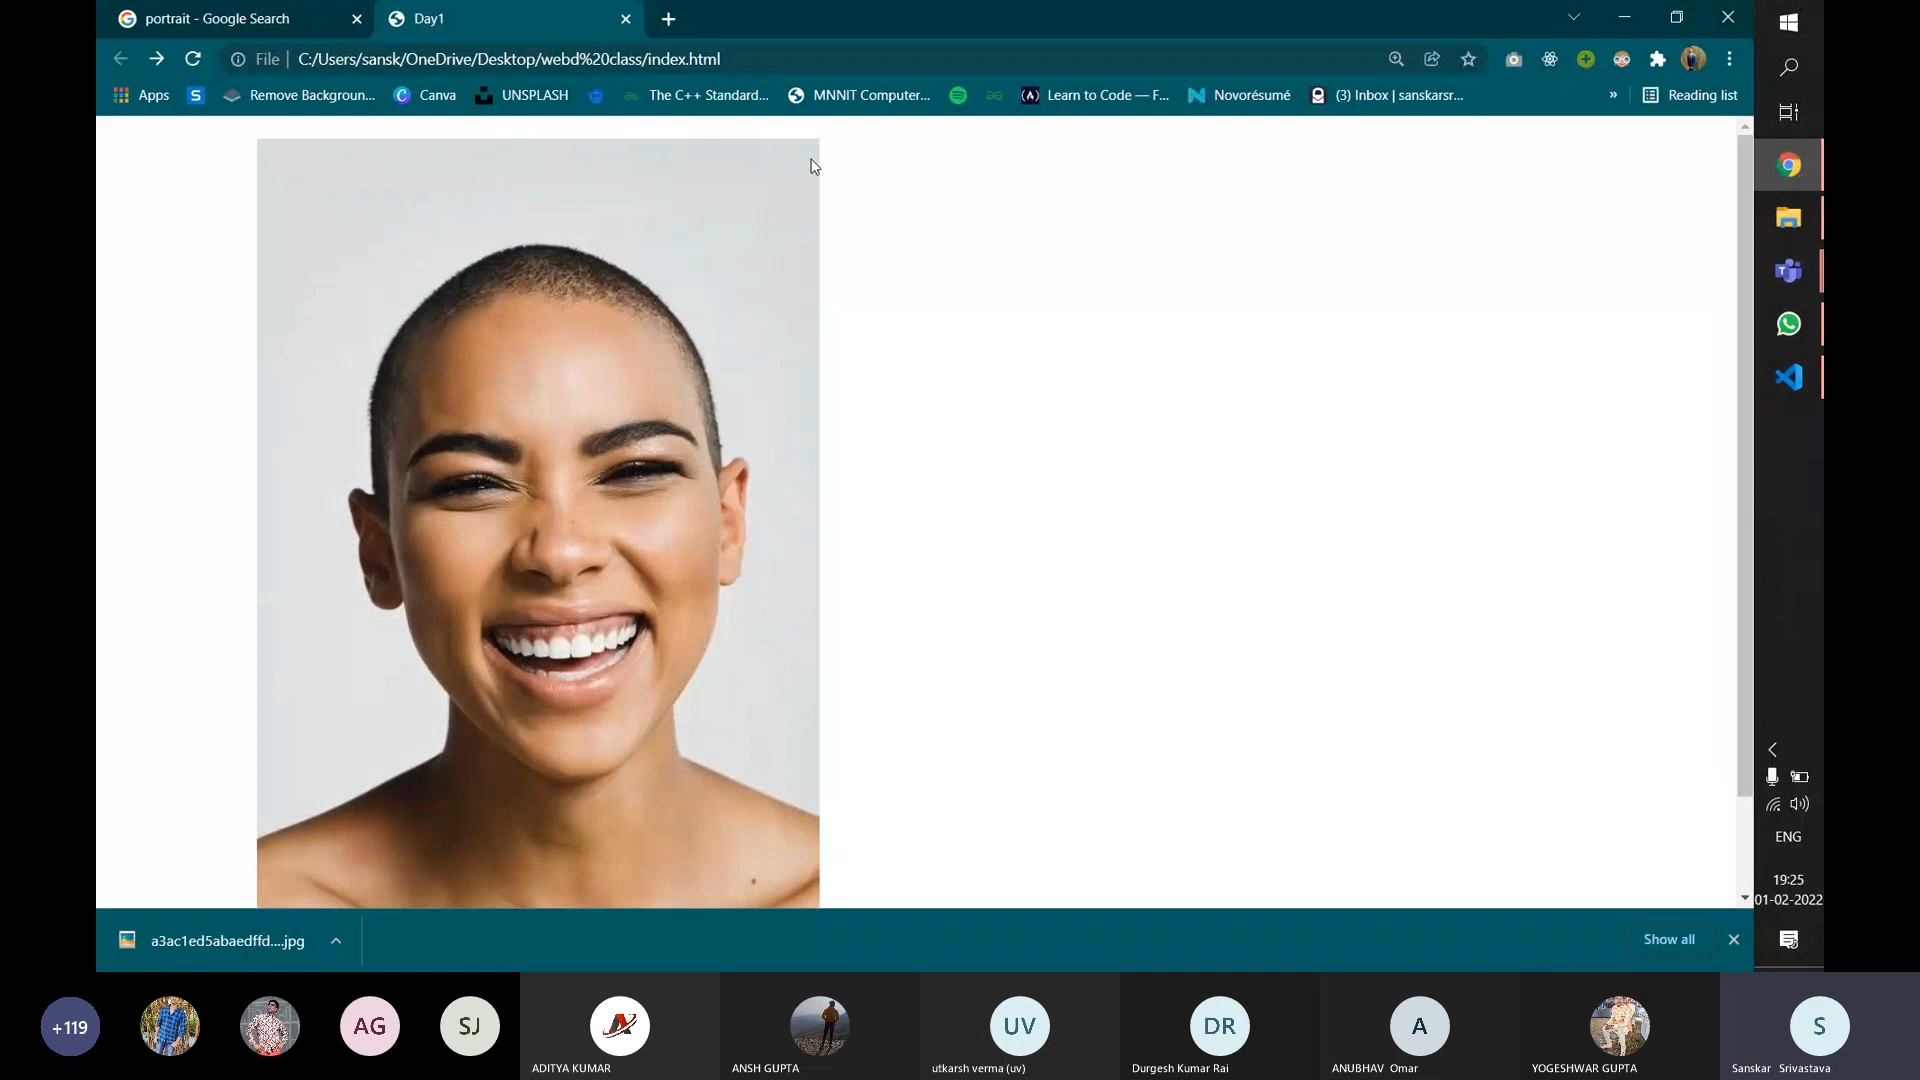 portrait - Google Search
Day1
File
C:/Users/sansk/OneDrive/Desktop/webd%20class/index.html
Apps
S
Remove Backgroun...
Canva
UNSPLASH
The C++ Standard...
MNNIT Computer...
Learn to Code — F...
Novorésumé
(3) Inbox | sanskarsr...
»
Reading list
ENG
19:25
01-02-2022
a3ac1ed5abaedffd....jpg
Show all
+119
AG
SJ
UV
DR
A
S
ADITYA KUMAR
ANSH GUPTA
utkarsh verma (uv)
Durgesh Kumar Rai
ANUBHAV Omar
YOGESHWAR GUPTA
Sanskar Srivastava